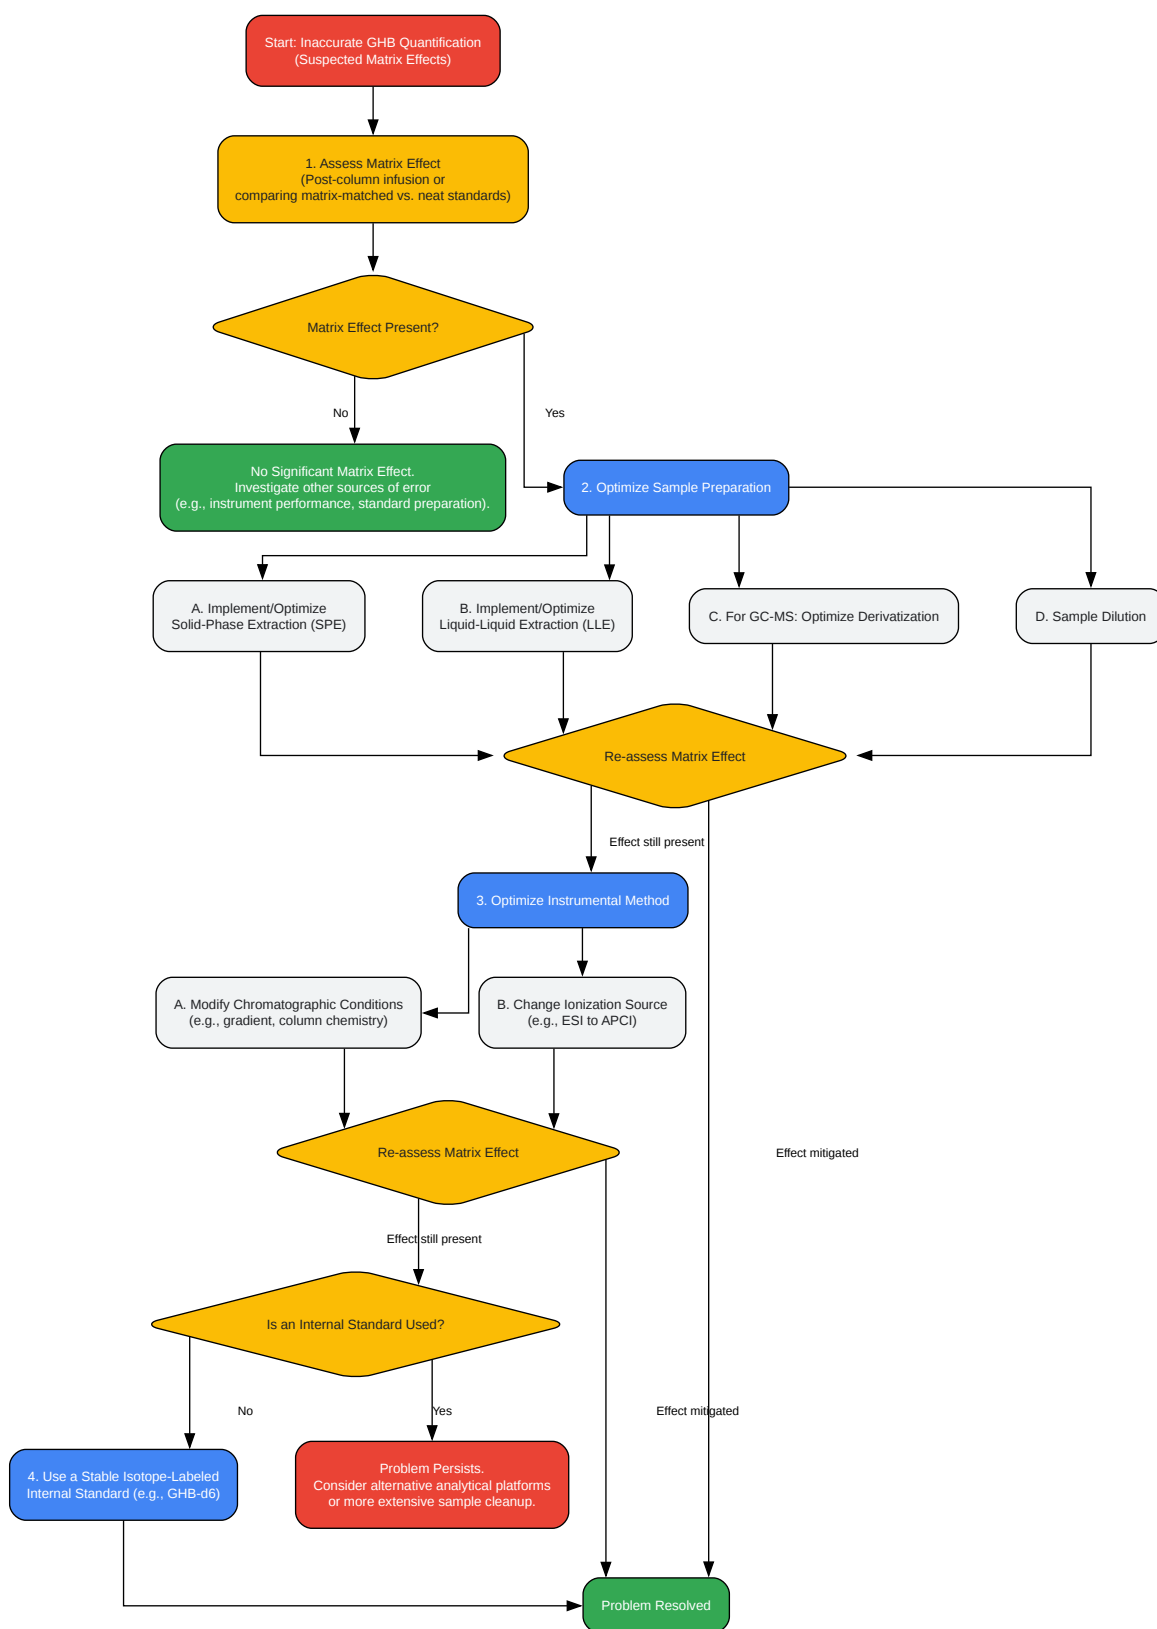 Start: Inaccurate GHB Quantification
(Suspected Matrix Effects)
1. Assess Matrix Effect
(Post-column infusion or
comparing matrix-matched vs. neat standards)
Matrix Effect Present?
No
Yes
No Significant Matrix Effect.
Investigate other sources of error
(e.g., instrument performance, standard preparation).
2. Optimize Sample Preparation
A. Implement/Optimize
Solid-Phase Extraction (SPE)
B. Implement/Optimize
Liquid-Liquid Extraction (LLE)
C. For GC-MS: Optimize Derivatization
D. Sample Dilution
Re-assess Matrix Effect
Effect still present
3. Optimize Instrumental Method
A. Modify Chromatographic Conditions
(e.g., gradient, column chemistry)
B. Change Ionization Source
(e.g., ESI to APCI)
Re-assess Matrix Effect
Effect mitigated
Effect still present
Is an Internal Standard Used?
No
Yes
Effect mitigated
4. Use a Stable Isotope-Labeled
Internal Standard (e.g., GHB-d6)
Problem Persists.
Consider alternative analytical platforms
or more extensive sample cleanup.
Problem Resolved